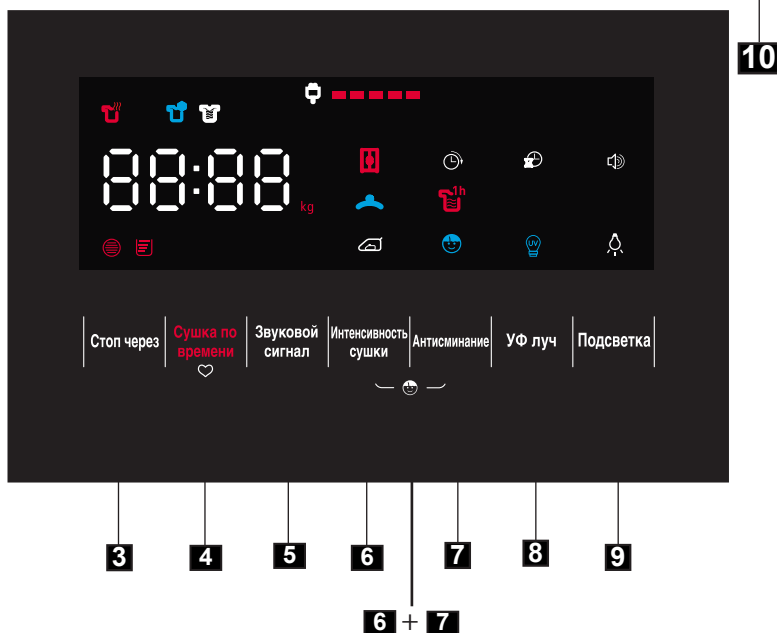 10
88:88
kg
1h
UV
Стоп через
Сушка по
времени
Звуковой
сигнал
Интенсивность
сушки
Антисминание
УФ луч
Подсветка
3
4
5
6
7
8
9
6 + 7